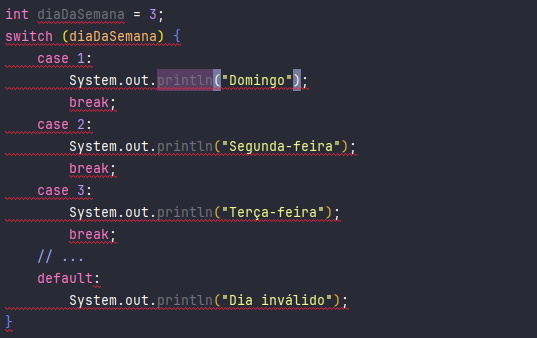 int diaDaSemana = 3;
switch (diaDaSemana) {
    case 1:
        System.out.println("Domingo");
        break;
    case 2:
        System.out.println("Segunda-feira");
        break;
    case 3:
        System.out.println("Terça-feira");
        break;
    // ...
    default:
        System.out.println("Dia inválido");
}